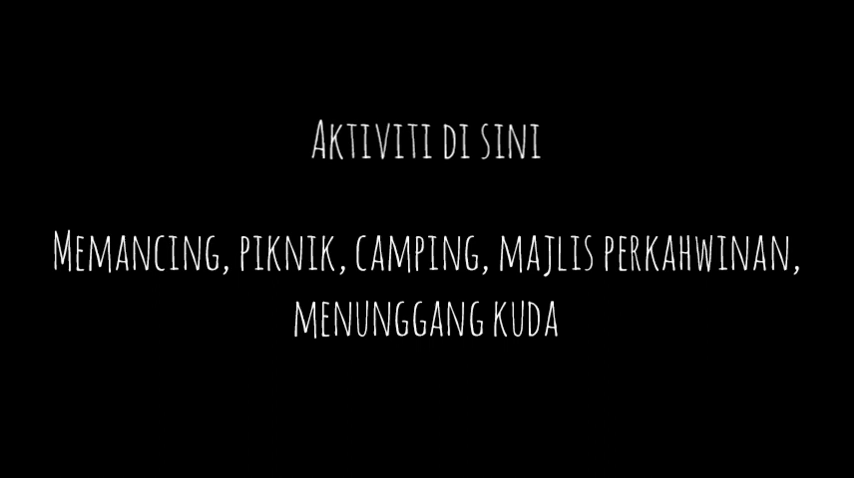 Aktiviti di sini
Memancing, piknik, camping, majlis perkahwinan,
menunggang kuda